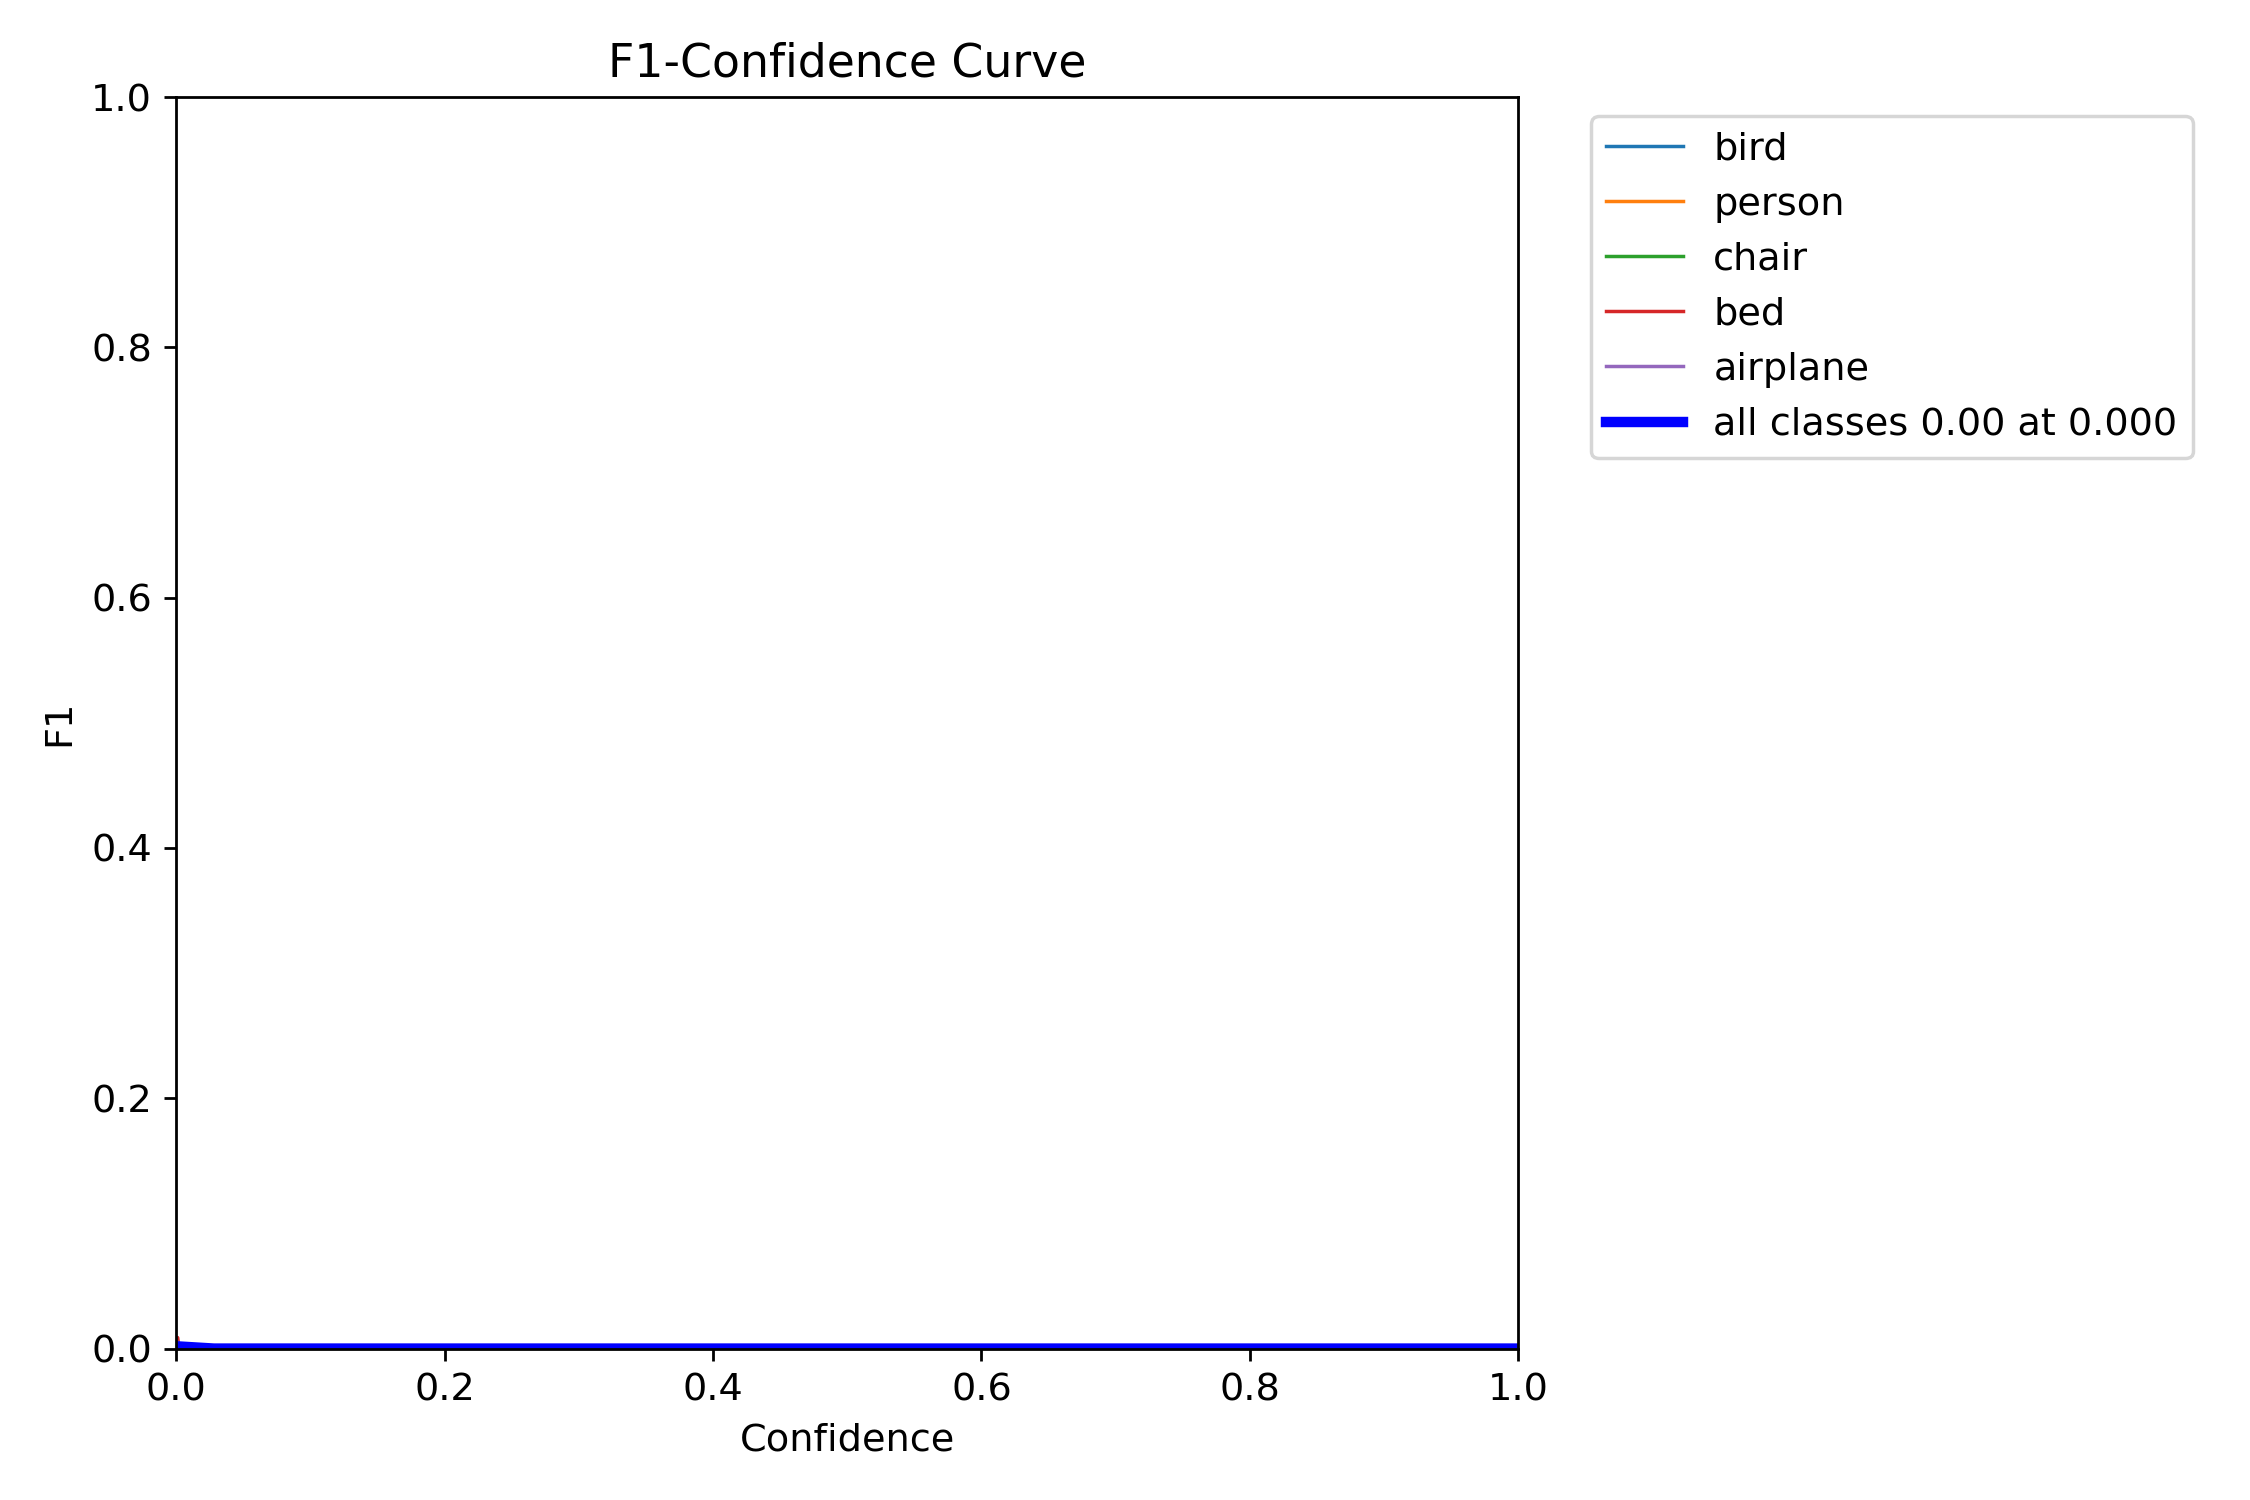 F1-Confidence Curve
1.0
0.8
0.6
0.4
0.2
0.0
F1
0.0 0.2 0.4 0.6 0.8 1.0
Confidence
bird
person
chair
bed
airplane
all classes 0.00 at 0.000